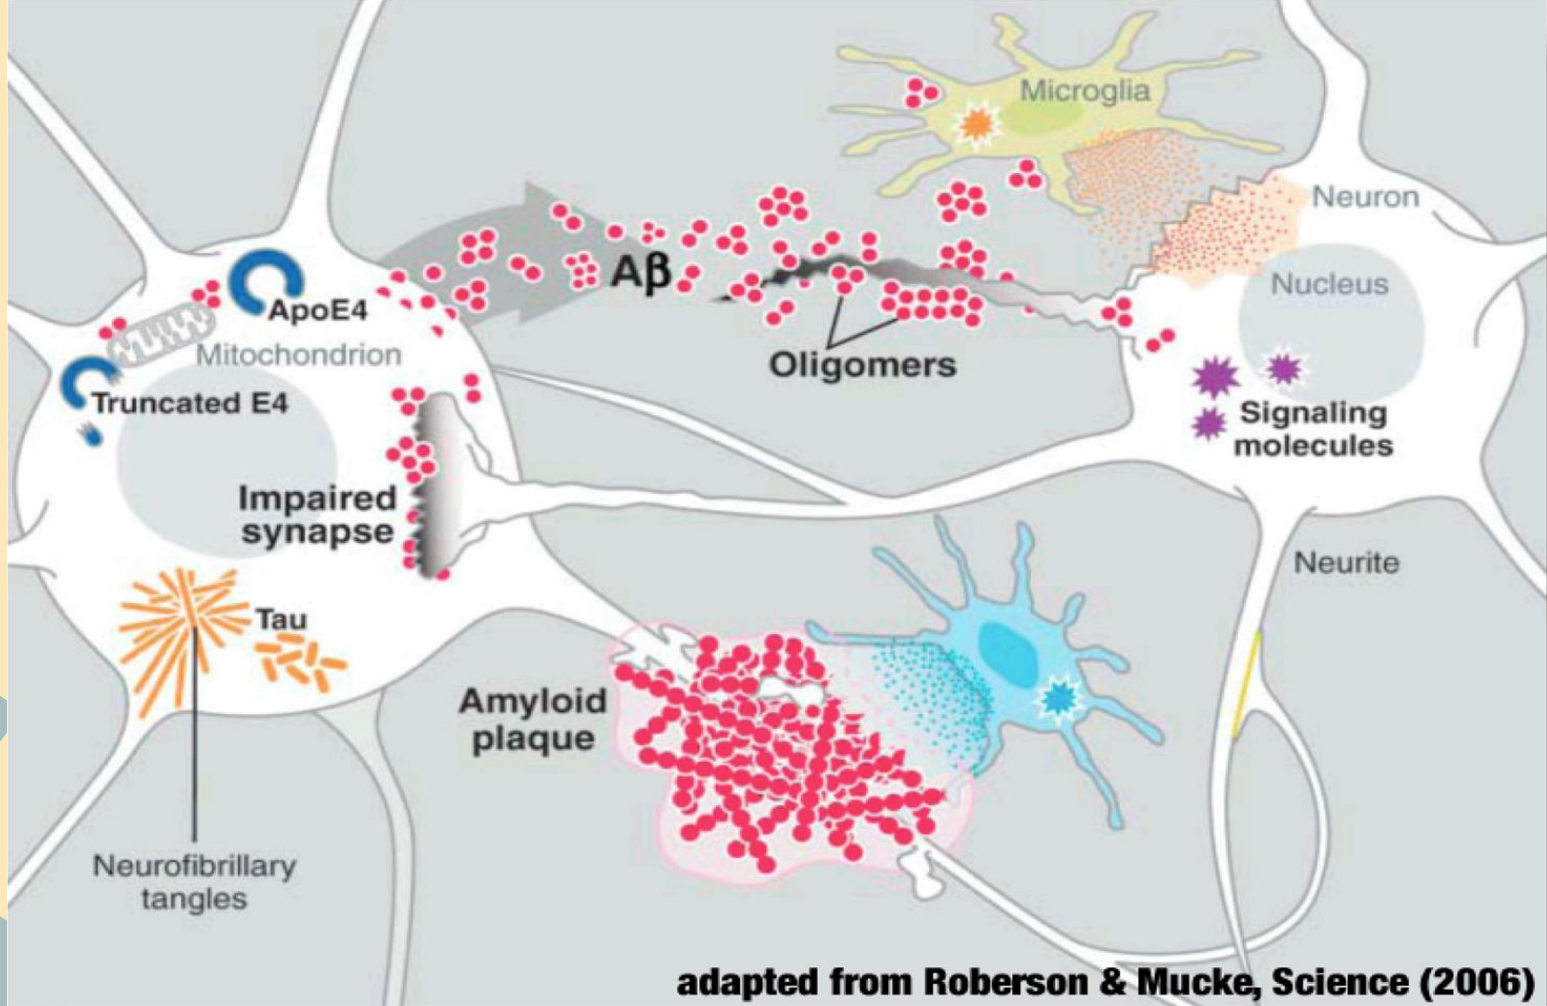 Microglia
Neuron
Aβ
Nucleus
ApoE4
Mitochondrion
Oligomers
Truncated E4
Signaling
molecules
Impaired
synapse
Neurite
Tau
Amyloid
plaque
Neurofibrillary
tangles
adapted from Roberson & Mucke, Science (2006)